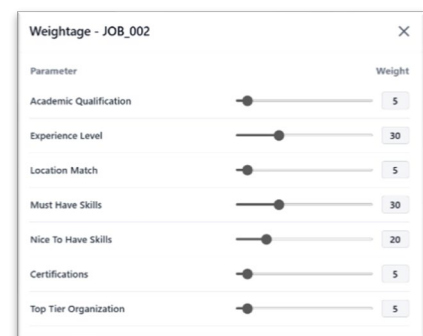 Weightage - JOB_002
Parameter Weight
Academic Qualification 5
Experience Level 30
Location Match 5
Must Have Skills 30
Nice To Have Skills 20
Certifications 5
Top Tier Organization 5